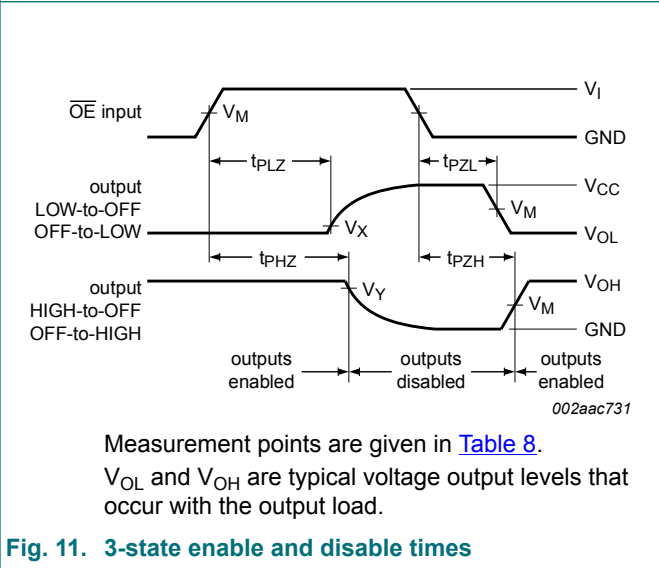 V_I
O̅E̅ input
V_M
GND
t_PLZ
t_PZL
output
LOW-to-OFF
OFF-to-LOW
V_CC
V_M
V_X
V_OL
t_PHZ
t_PZH
output
HIGH-to-OFF
OFF-to-HIGH
V_Y
V_OH
V_M
GND
outputs
enabled
outputs
disabled
outputs
enabled
002aac731
Measurement points are given in Table 8.
V_OL and V_OH are typical voltage output levels that
occur with the output load.
Fig. 11. 3-state enable and disable times